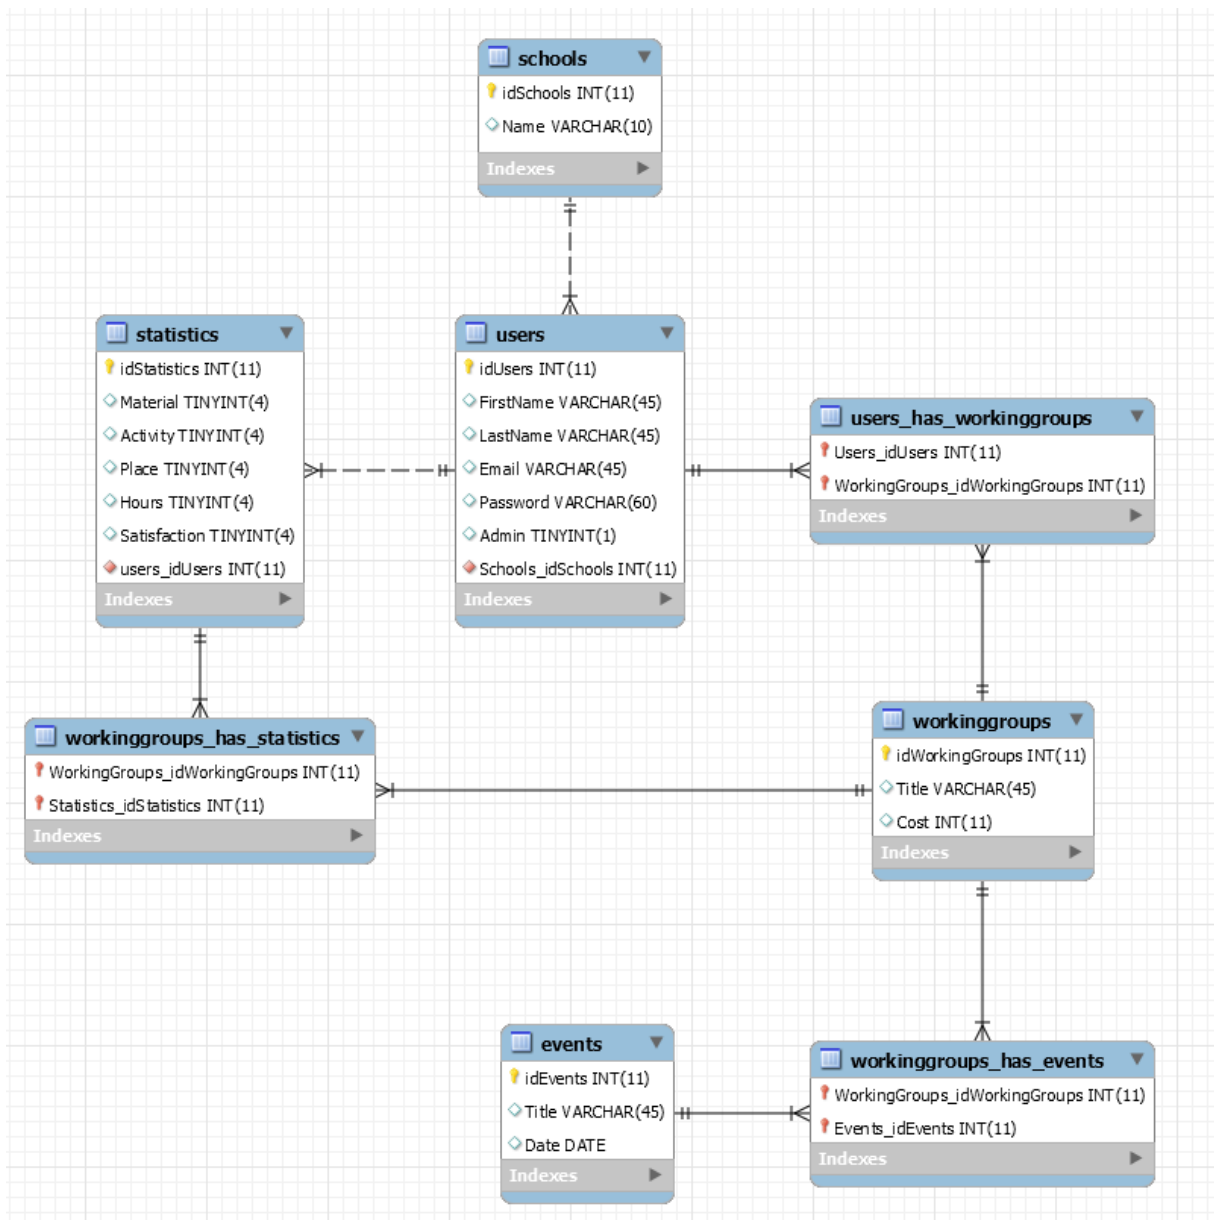 schools
idSchools INT(11)
Name VARCHAR(10)
Indexes
statistics
idStatistics INT(11)
Material TINYINT(4)
Activity TINYINT(4)
Place TINYINT(4)
Hours TINYINT(4)
Satisfaction TINYINT(4)
users_idUsers INT(11)
Indexes
users
idUsers INT(11)
FirstName VARCHAR(45)
LastName VARCHAR(45)
Email VARCHAR(45)
Password VARCHAR(60)
Admin TINYINT(1)
Schools_idSchools INT(11)
Indexes
users_has_workinggroups
Users_idUsers INT(11)
WorkingGroups_idWorkingGroups INT(11)
Indexes
workinggroups_has_statistics
WorkingGroups_idWorkingGroups INT(11)
Statistics_idStatistics INT(11)
Indexes
workinggroups
idWorkingGroups INT(11)
Title VARCHAR(45)
Cost INT(11)
Indexes
events
idEvents INT(11)
Title VARCHAR(45)
Date DATE
Indexes
workinggroups_has_events
WorkingGroups_idWorkingGroups INT(11)
Events_idEvents INT(11)
Indexes